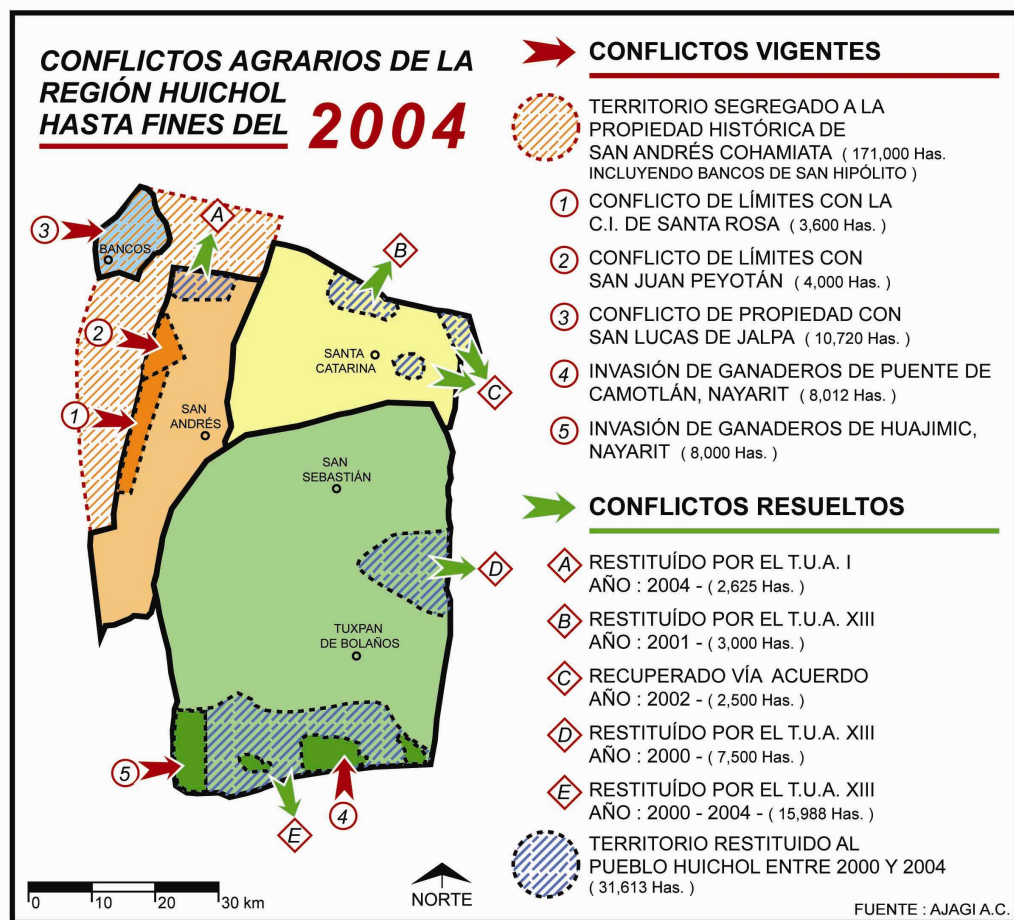 CONFLICTOS AGRARIOS DE LA
REGIÓN HUICHOL
HASTA FINES DEL 2004
CONFLICTOS VIGENTES
TERRITORIO SEGREGADO A LA
PROPIEDAD HISTÓRICA DE
SAN ANDRÉS COHAMIATA ( 171,000 Has.
INCLUYENDO BANCOS DE SAN HIPÓLITO )
1 CONFLICTO DE LÍMITES CON LA
C.I. DE SANTA ROSA ( 3,600 Has. )
2 CONFLICTO DE LÍMITES CON
SAN JUAN PEYOTÁN ( 4,000 Has. )
3 CONFLICTO DE PROPIEDAD CON
SAN LUCAS DE JALPA ( 10,720 Has. )
4 INVASIÓN DE GANADEROS DE PUENTE DE
CAMOTLÁN, NAYARIT ( 8,012 Has. )
5 INVASIÓN DE GANADEROS DE HUAJIMIC,
NAYARIT ( 8,000 Has. )
CONFLICTOS RESUELTOS
A RESTITUÍDO POR EL T.U.A. I
AÑO : 2004 - ( 2,625 Has. )
B RESTITUÍDO POR EL T.U.A. XIII
AÑO : 2001 - ( 3,000 Has. )
C RECUPERADO VÍA ACUERDO
AÑO : 2002 - ( 2,500 Has. )
D RESTITUÍDO POR EL T.U.A. XIII
AÑO : 2000 - ( 7,500 Has. )
E RESTITUÍDO POR EL T.U.A. XIII
AÑO : 2000 - 2004 - ( 15,988 Has. )
TERRITORIO RESTITUIDO AL
PUEBLO HUICHOL ENTRE 2000 Y 2004
( 31,613 Has. )
FUENTE : AJAGI A.C.
A
3
BANCOS
B
2
SANTA
CATARINA
C
1
SAN
ANDRÉS
SAN
SEBASTIÁN
D
TUXPAN
DE BOLAÑOS
5
4
E
NORTE
0 10 20 30 km